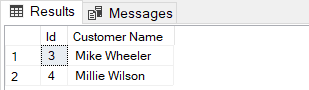 Results Messages
Id Customer Name
1 3 Mike Wheeler
2 4 Millie Wilson